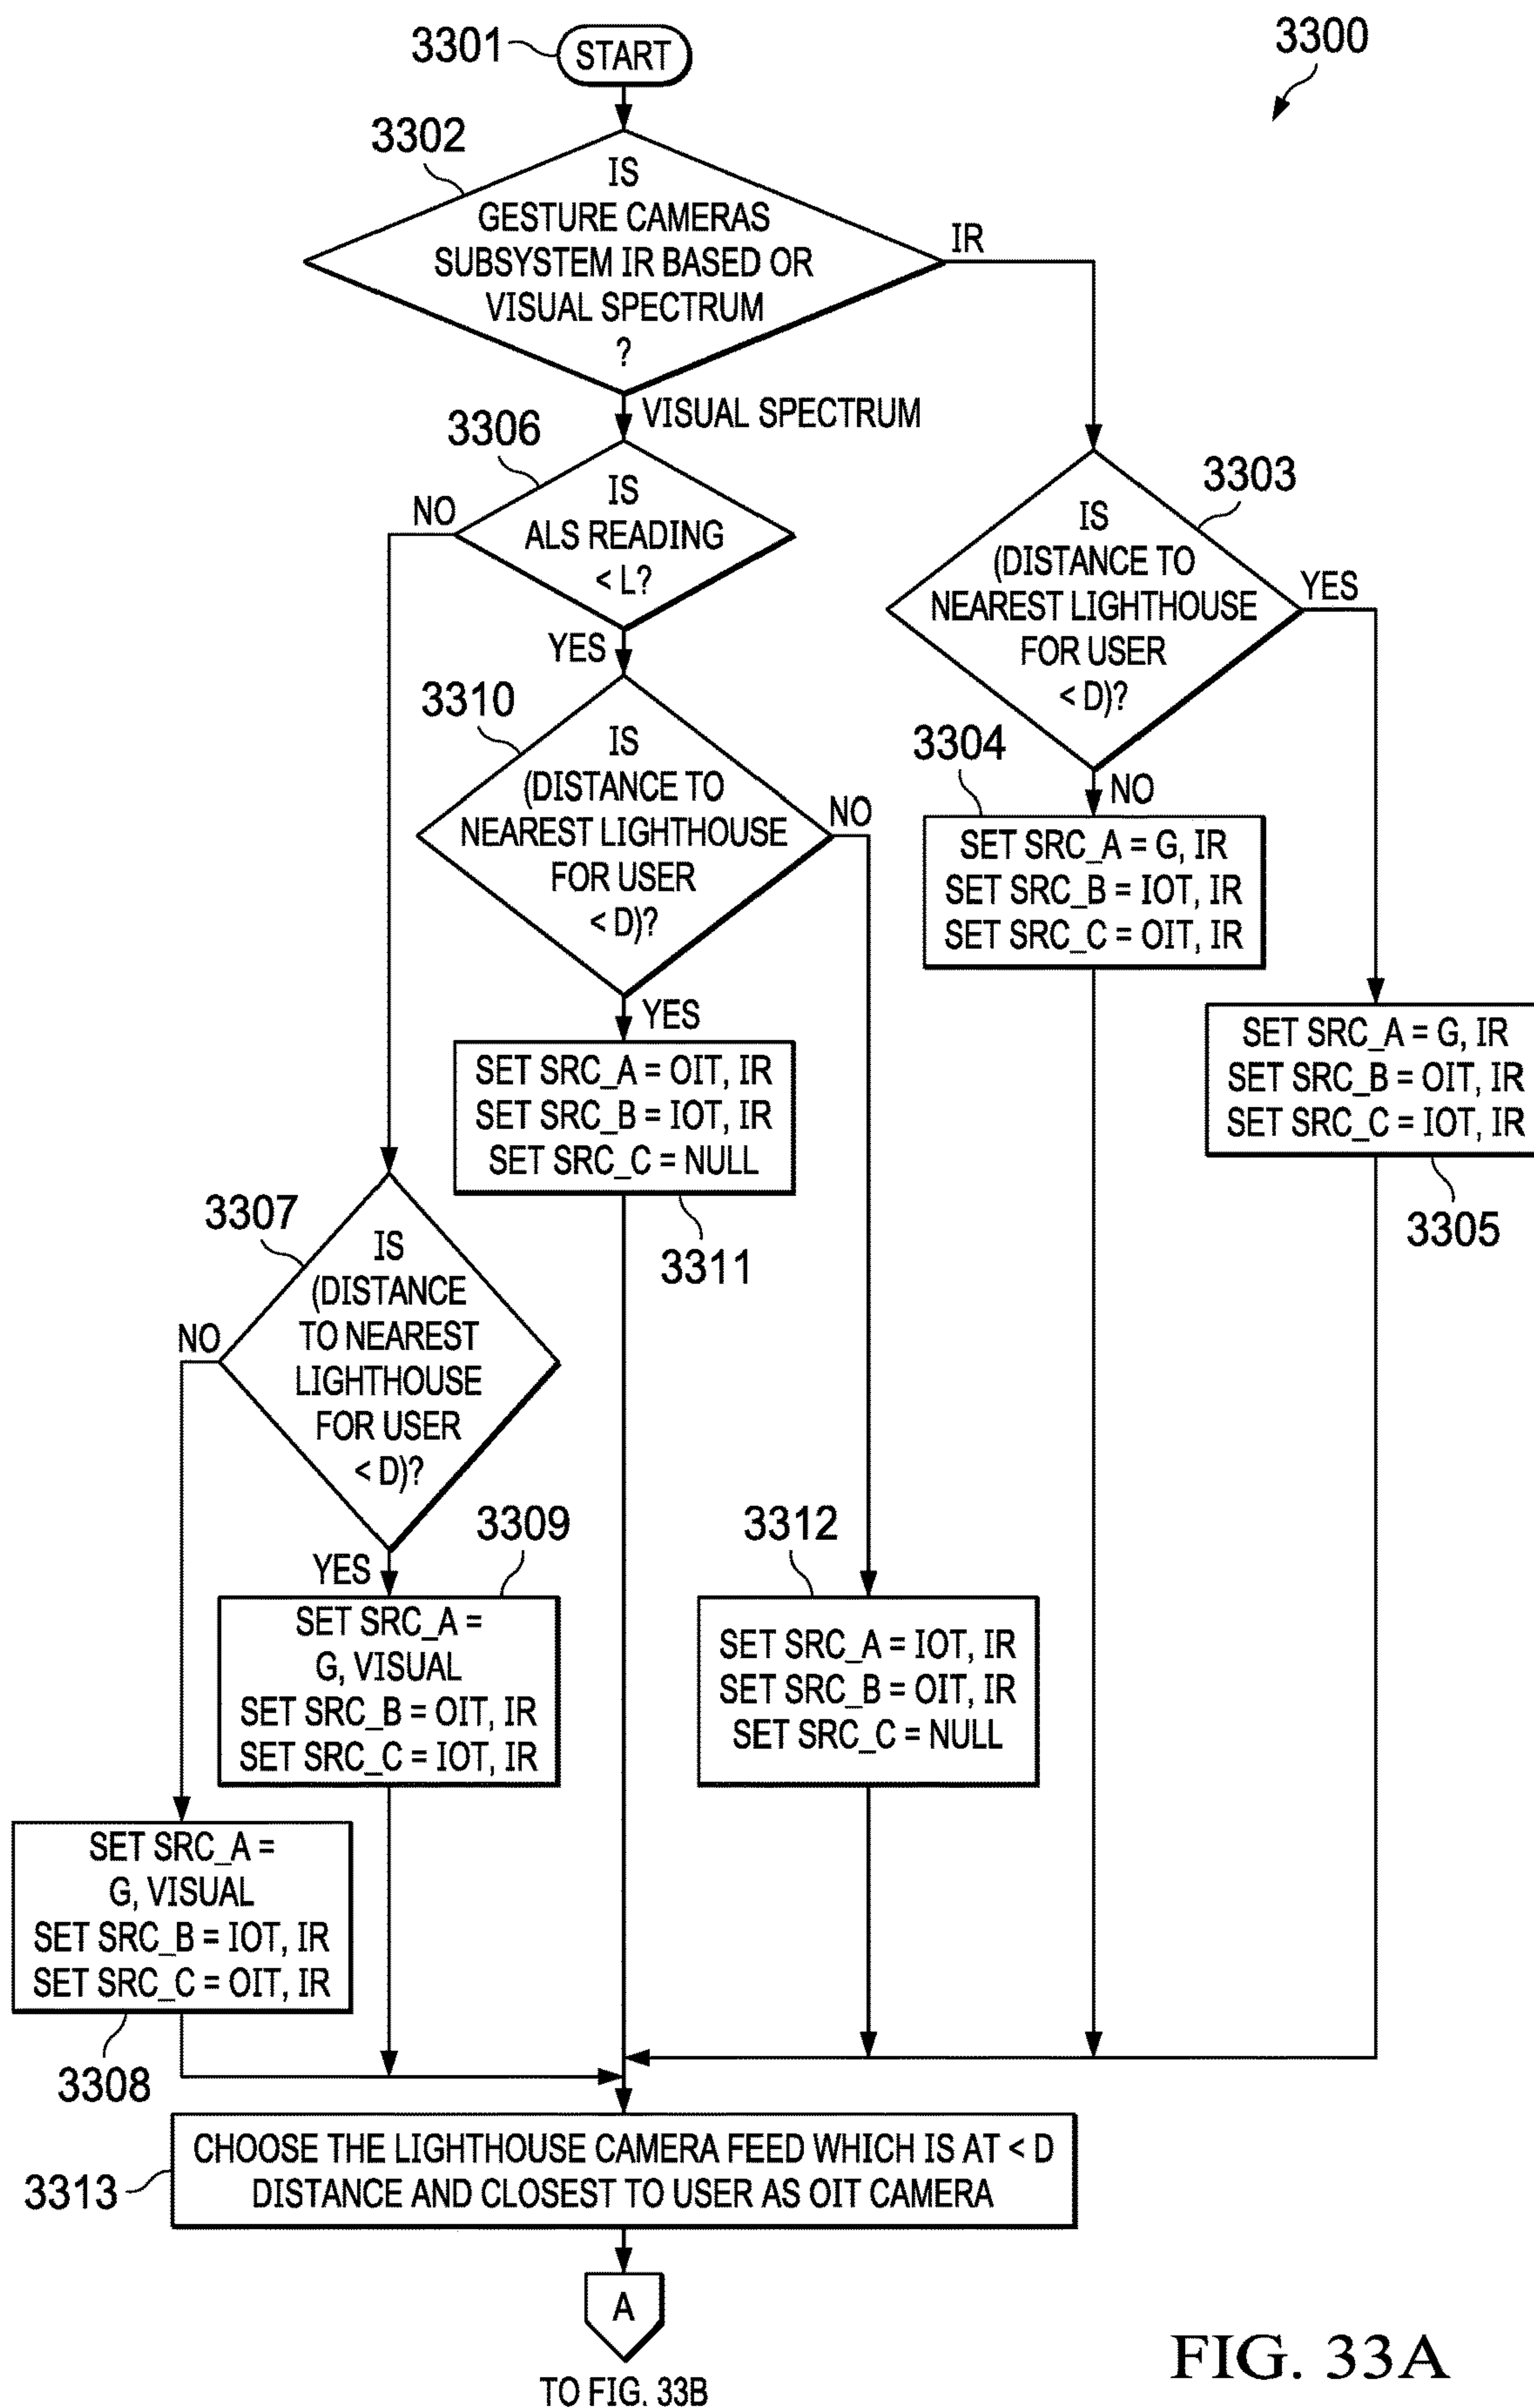 3301
START
3300
3302
IS
GESTURE CAMERAS
SUBSYSTEM IR BASED OR
VISUAL SPECTRUM
?
IR
VISUAL SPECTRUM
3306
IS
ALS READING
< L?
NO
YES
3303
IS
(DISTANCE TO
NEAREST LIGHTHOUSE
FOR USER
< D)?
YES
NO
3310
IS
(DISTANCE TO
NEAREST LIGHTHOUSE
FOR USER
< D)?
NO
YES
3304
SET SRC_A = G, IR
SET SRC_B = IOT, IR
SET SRC_C = OIT, IR
SET SRC_A = G, IR
SET SRC_B = OIT, IR
SET SRC_C = IOT, IR
3305
SET SRC_A = OIT, IR
SET SRC_B = IOT, IR
SET SRC_C = NULL
3311
3307
IS
(DISTANCE
TO NEAREST
LIGHTHOUSE
FOR USER
< D)?
NO
YES
3309
SET SRC_A =
G, VISUAL
SET SRC_B = OIT, IR
SET SRC_C = IOT, IR
3312
SET SRC_A = IOT, IR
SET SRC_B = OIT, IR
SET SRC_C = NULL
SET SRC_A =
G, VISUAL
SET SRC_B = IOT, IR
SET SRC_C = OIT, IR
3308
3313
CHOOSE THE LIGHTHOUSE CAMERA FEED WHICH IS AT < D
DISTANCE AND CLOSEST TO USER AS OIT CAMERA
A
TO FIG. 33B
FIG. 33A